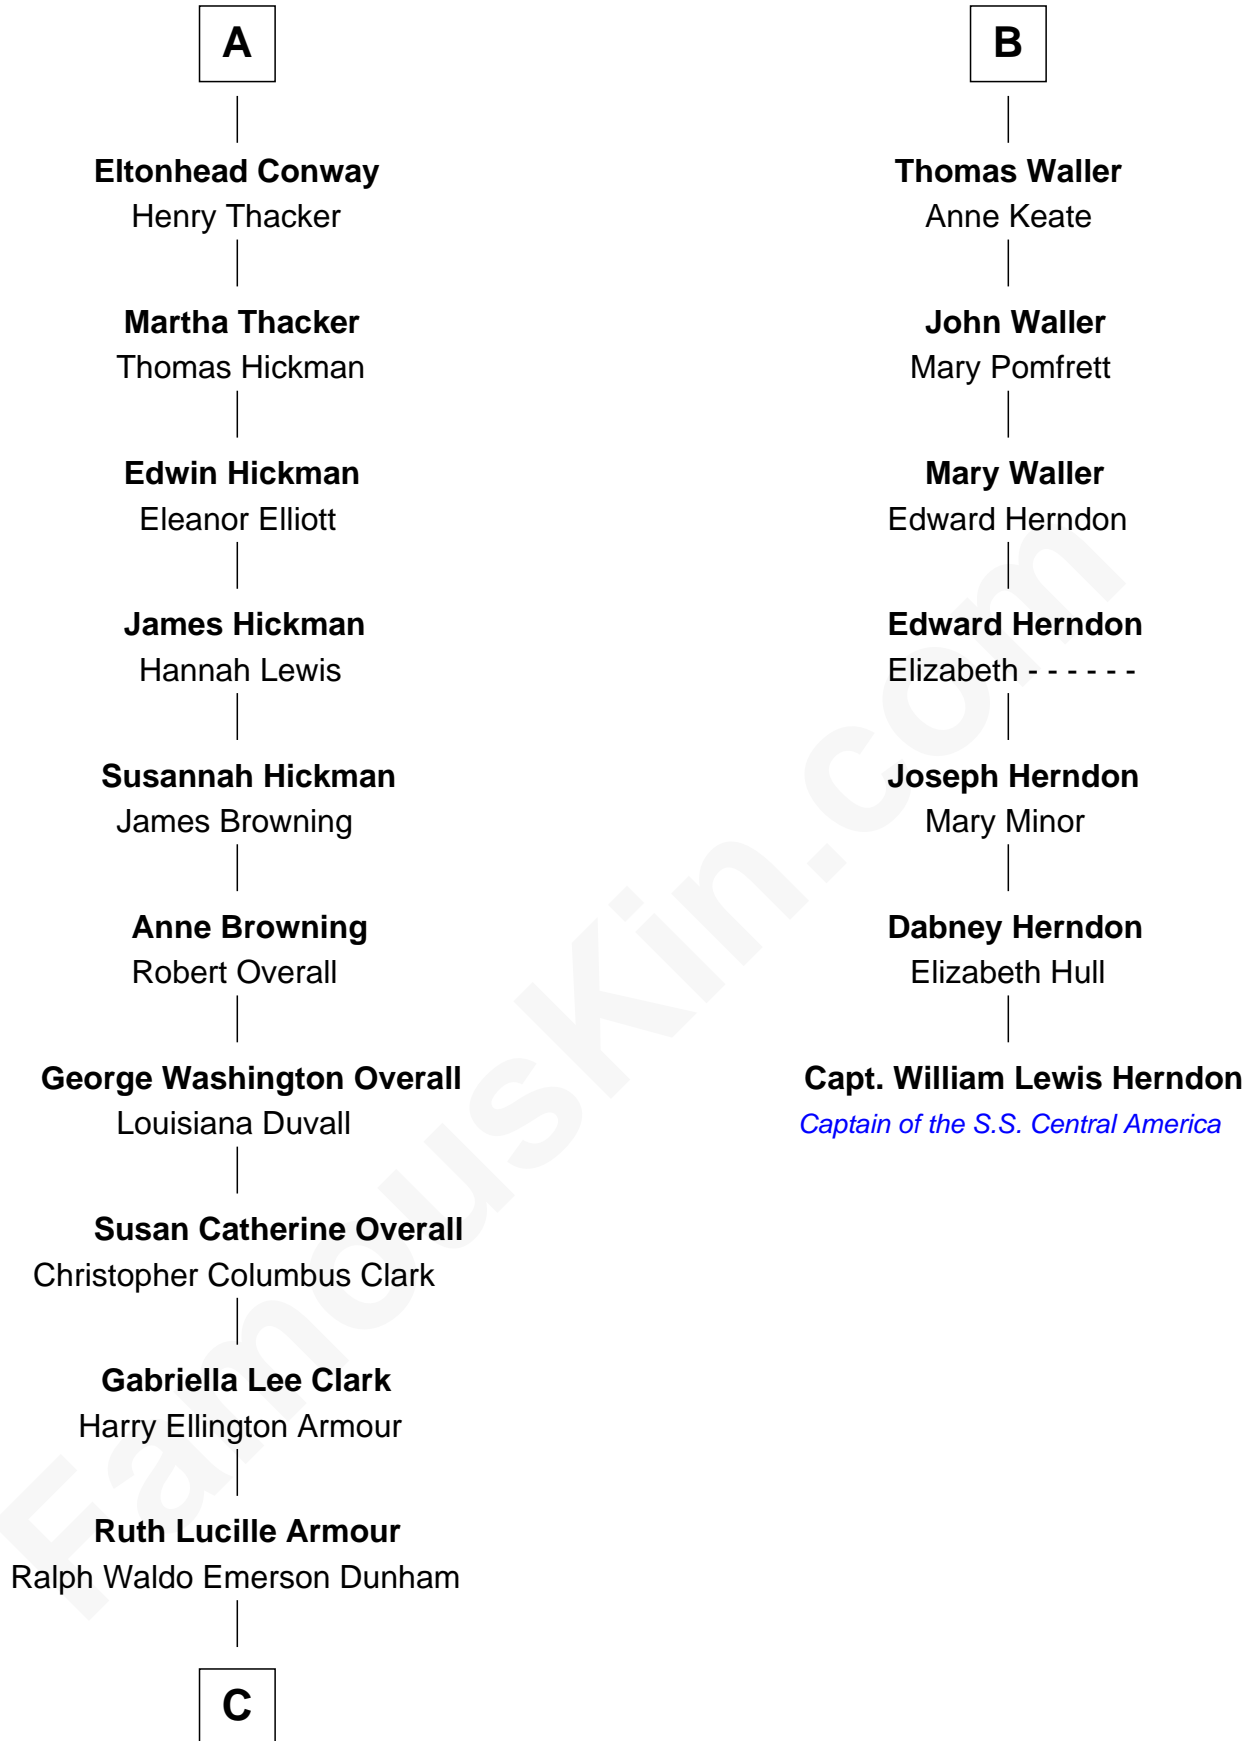 A
Eltonhead Conway
Henry Thacker
Martha Thacker
Thomas Hickman
Edwin Hickman
Eleanor Elliott
James Hickman
Hannah Lewis
Susannah Hickman
James Browning
Anne Browning
Robert Overall
George Washington Overall
Louisiana Duvall
Susan Catherine Overall
Christopher Columbus Clark
Gabriella Lee Clark
Harry Ellington Armour
Ruth Lucille Armour
Ralph Waldo Emerson Dunham
C
B
Thomas Waller
Anne Keate
John Waller
Mary Pomfrett
Mary Waller
Edward Herndon
Edward Herndon
Elizabeth - - - - - -
Joseph Herndon
Mary Minor
Dabney Herndon
Elizabeth Hull
Capt. William Lewis Herndon
Captain of the S.S. Central America
FamousKin.com